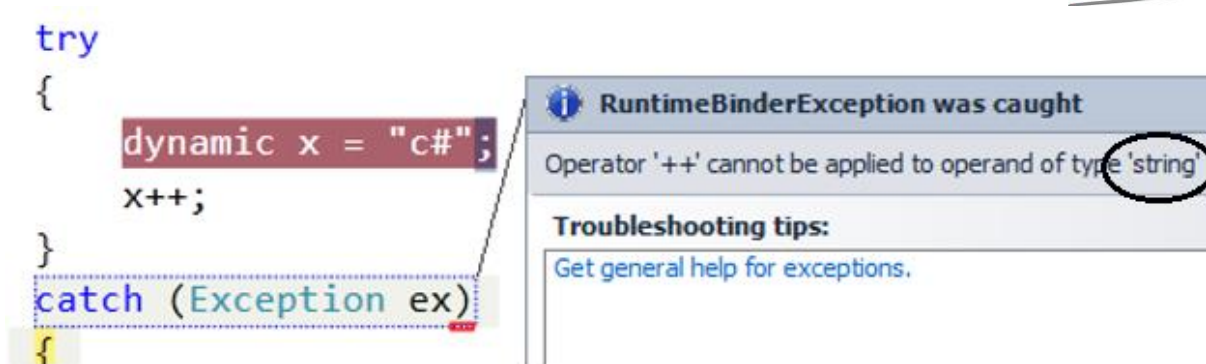 try
{
dynamic x = "c#";
x++;
}
catch (Exception ex)
{
RuntimeBinderException was caught
Operator '++' cannot be applied to operand of type 'string'
Troubleshooting tips:
Get general help for exceptions.